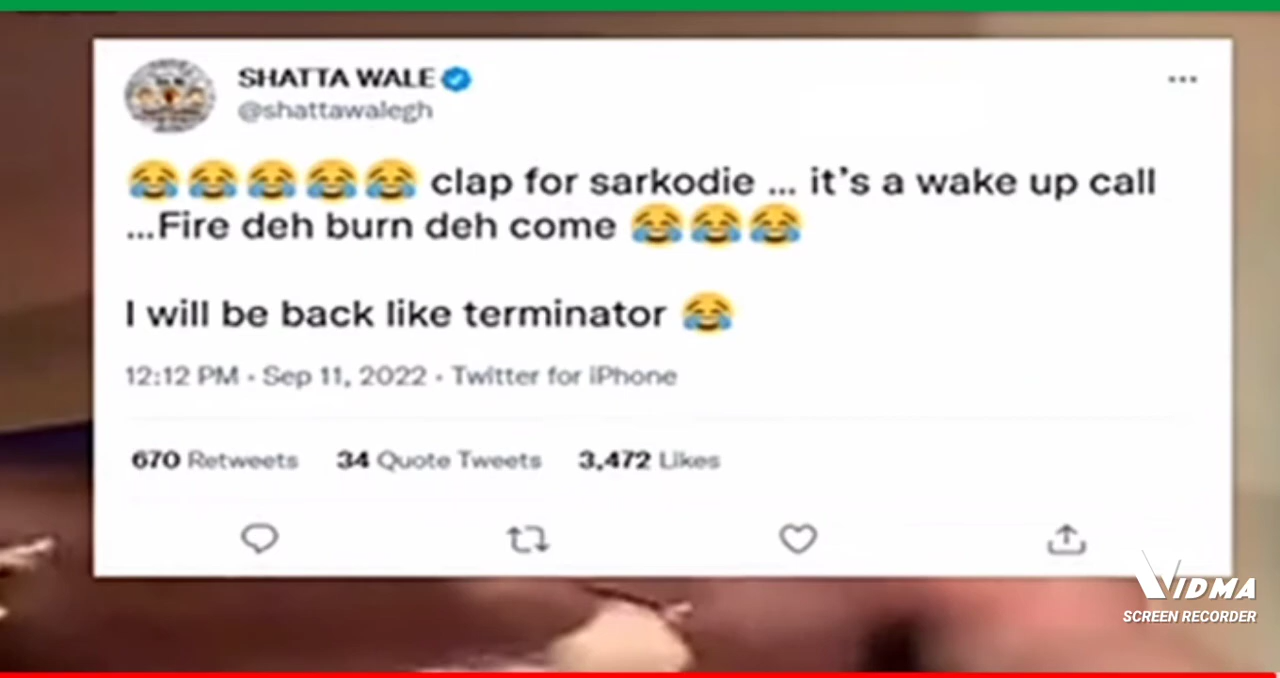 SHATTA WALE
@shattawalegh
😂😂😂😂😂 clap for sarkodie ... it's a wake up call
...Fire deh burn deh come 😂😂😂
I will be back like terminator 😂
12:12 PM · Sep 11, 2022 · Twitter for iPhone
670 Retweets 34 Quote Tweets 3,472 Likes
VIDMA
SCREEN RECORDER